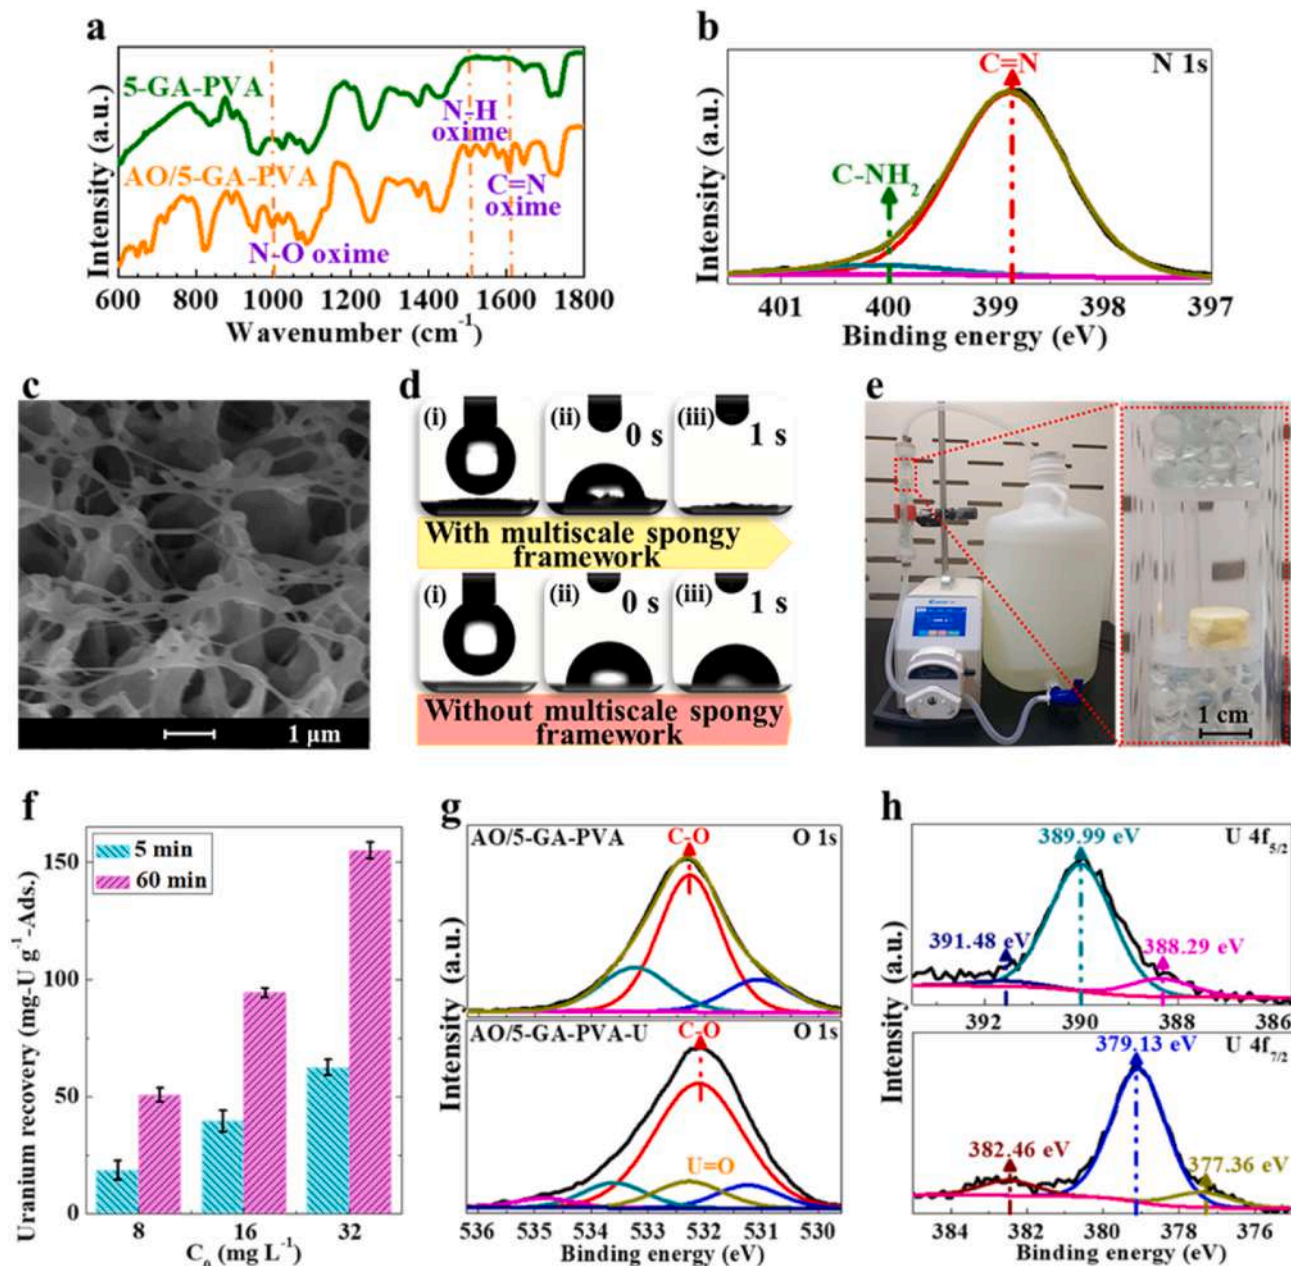 a
5-GA-PVA
N-H
oxime
AO/5-GA-PVA
C=N
oxime
N-O oxime
Intensity (a.u.)
600 800 1000 1200 1400 1600 1800
Wavenumber (cm⁻¹)
b
C=N
N 1s
C-NH₂
Intensity (a.u.)
401 400 399 398 397
Binding energy (eV)
c
1 μm
d
(i) (ii) (iii)
0 s 1 s
With multiscale spongy
framework
(i) (ii) (iii)
0 s 1 s
Without multiscale spongy
framework
e
1 cm
f
5 min
60 min
150
100
50
0
Uranium recovery (mg-U g⁻¹-Ads.)
8 16 32
C₀ (mg L⁻¹)
g
AO/5-GA-PVA
C-O
O 1s
AO/5-GA-PVA-U
C-O
O 1s
U=O
Intensity (a.u.)
536 535 534 533 532 531 530
Binding energy (eV)
h
389.99 eV
U 4f₅/₂
391.48 eV
388.29 eV
392 390 388 386
379.13 eV
U 4f₇/₂
382.46 eV
377.36 eV
Intensity (a.u.)
384 382 380 378 376
Binding energy (eV)